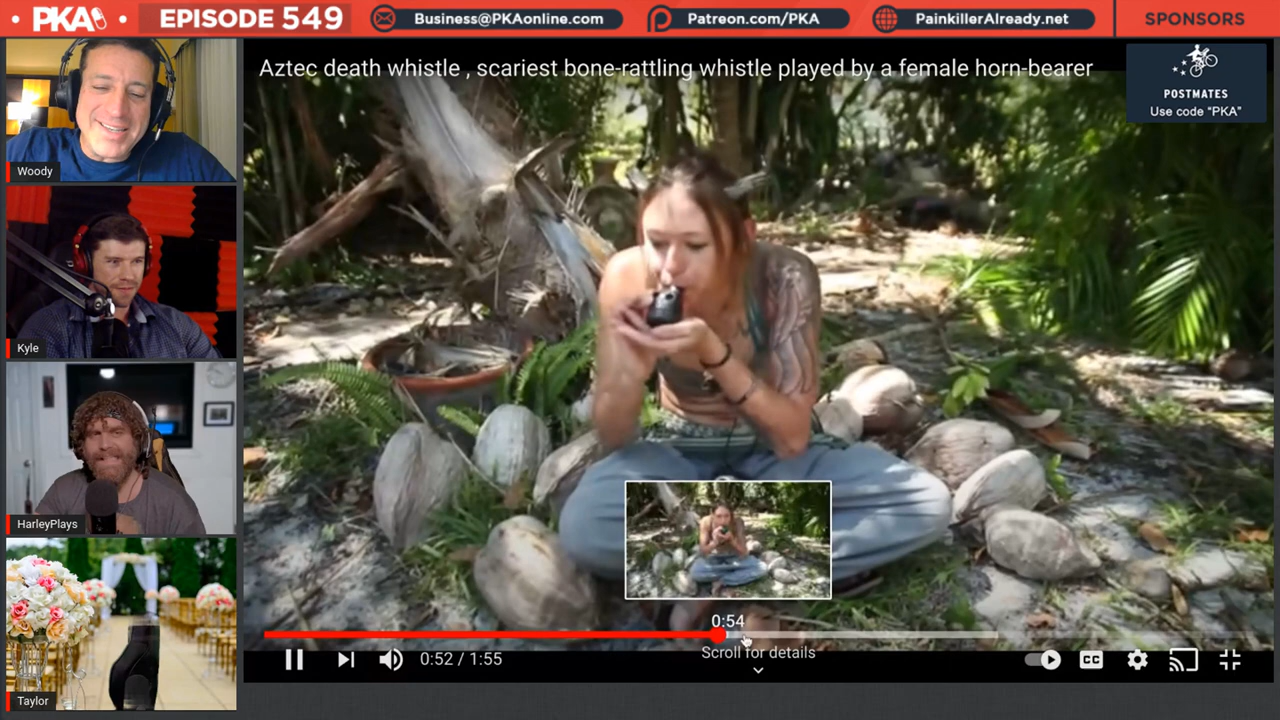 PKA
EPISODE 549
Business@PKAonline.com
Patreon.com/PKA
PainkillerAlready.net
SPONSORS
Woody
Kyle
HarleyPlays
Taylor
Aztec death whistle , scariest bone-rattling whistle played by a female horn-bearer
POSTMATES
Use code "PKA"
0:54
0:52 / 1:55
Scroll for details
CC